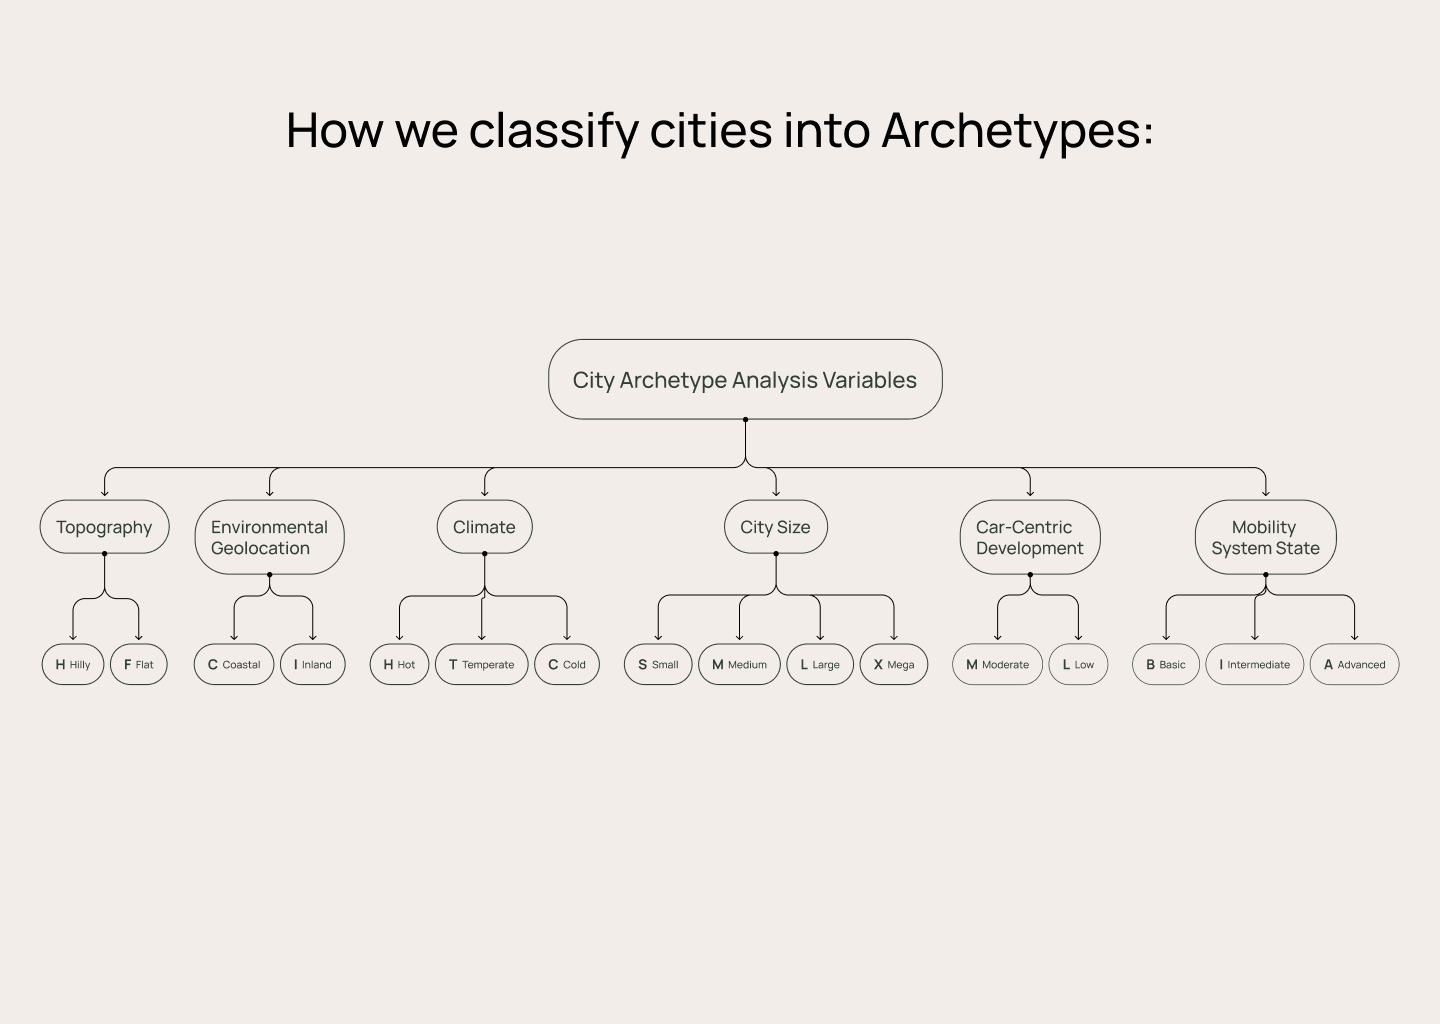 How we classify cities into Archetypes:
City Archetype Analysis Variables
Topography
Environmental
Geolocation
Climate
City Size
Car-Centric
Development
Mobility
System State
H Hilly
F Flat
C Coastal
I Inland
H Hot
T Temperate
C Cold
S Small
M Medium
L Large
X Mega
M Moderate
L Low
B Basic
I Intermediate
A Advanced